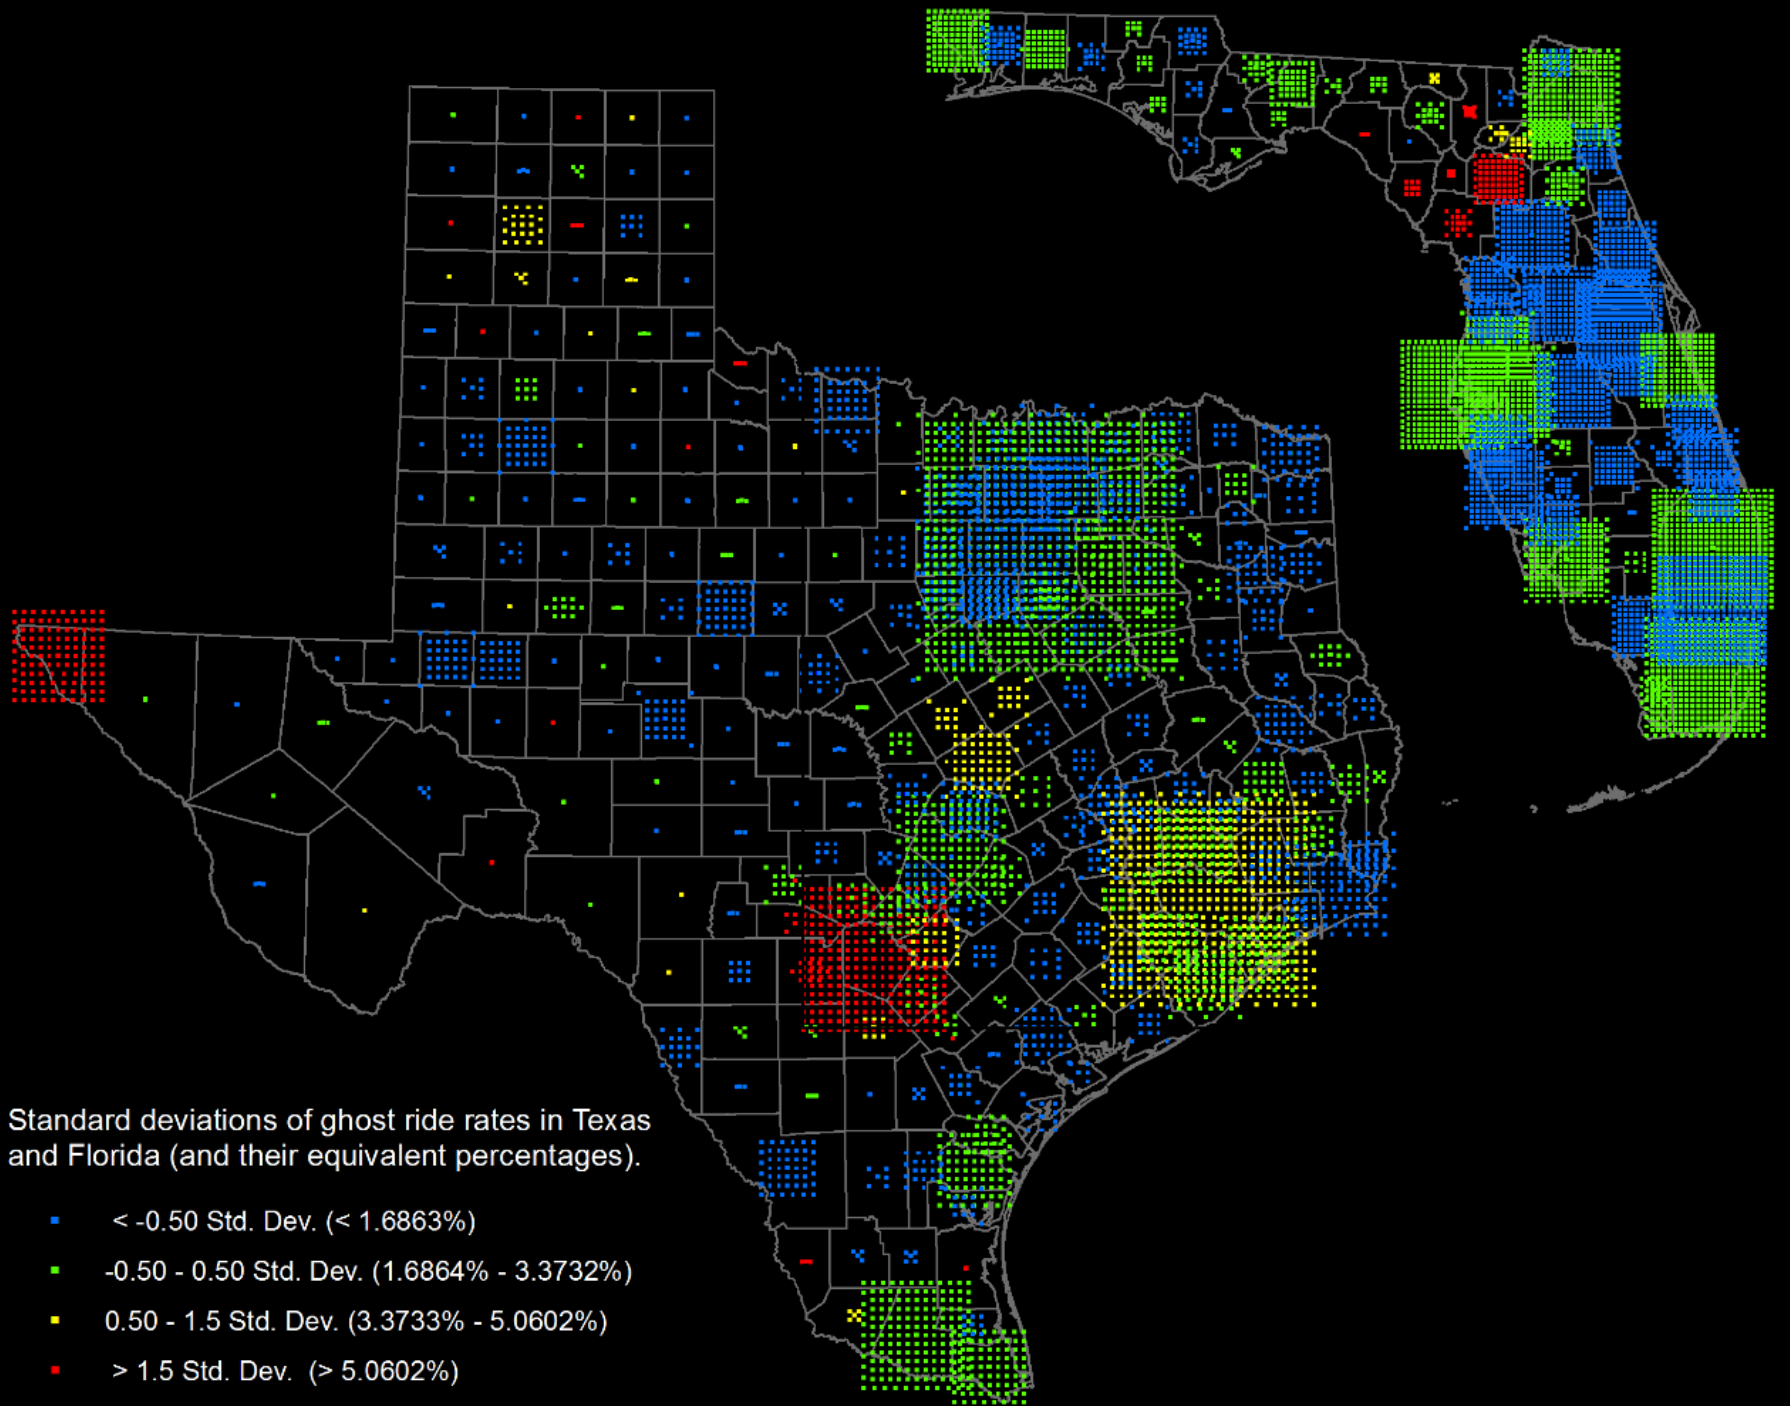 Standard deviations of ghost ride rates in Texas
and Florida (and their equivalent percentages).
< -0.50 Std. Dev. (< 1.6863%)
-0.50 - 0.50 Std. Dev. (1.6864% - 3.3732%)
0.50 - 1.5 Std. Dev. (3.3733% - 5.0602%)
> 1.5 Std. Dev. (> 5.0602%)